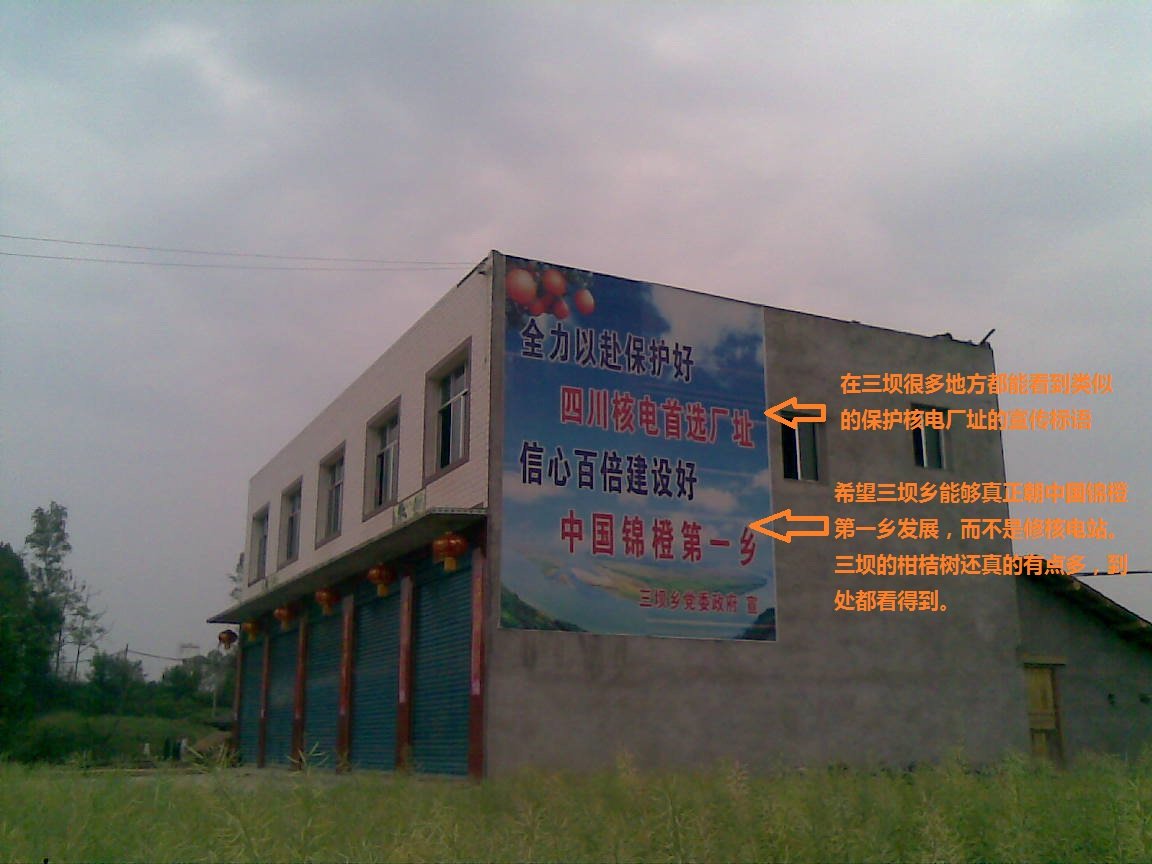 全力以赴保护好
四川核电首选厂址
信心百倍建设好
中国锦橙第一乡
三坝乡党委政府 宣
在三坝很多地方都能看到类似
的保护核电厂址的宣传标语
希望三坝乡能够真正朝中国锦橙
第一乡发展，而不是修核电站。
三坝的柑桔树还真的有点多，到
处都看得到。